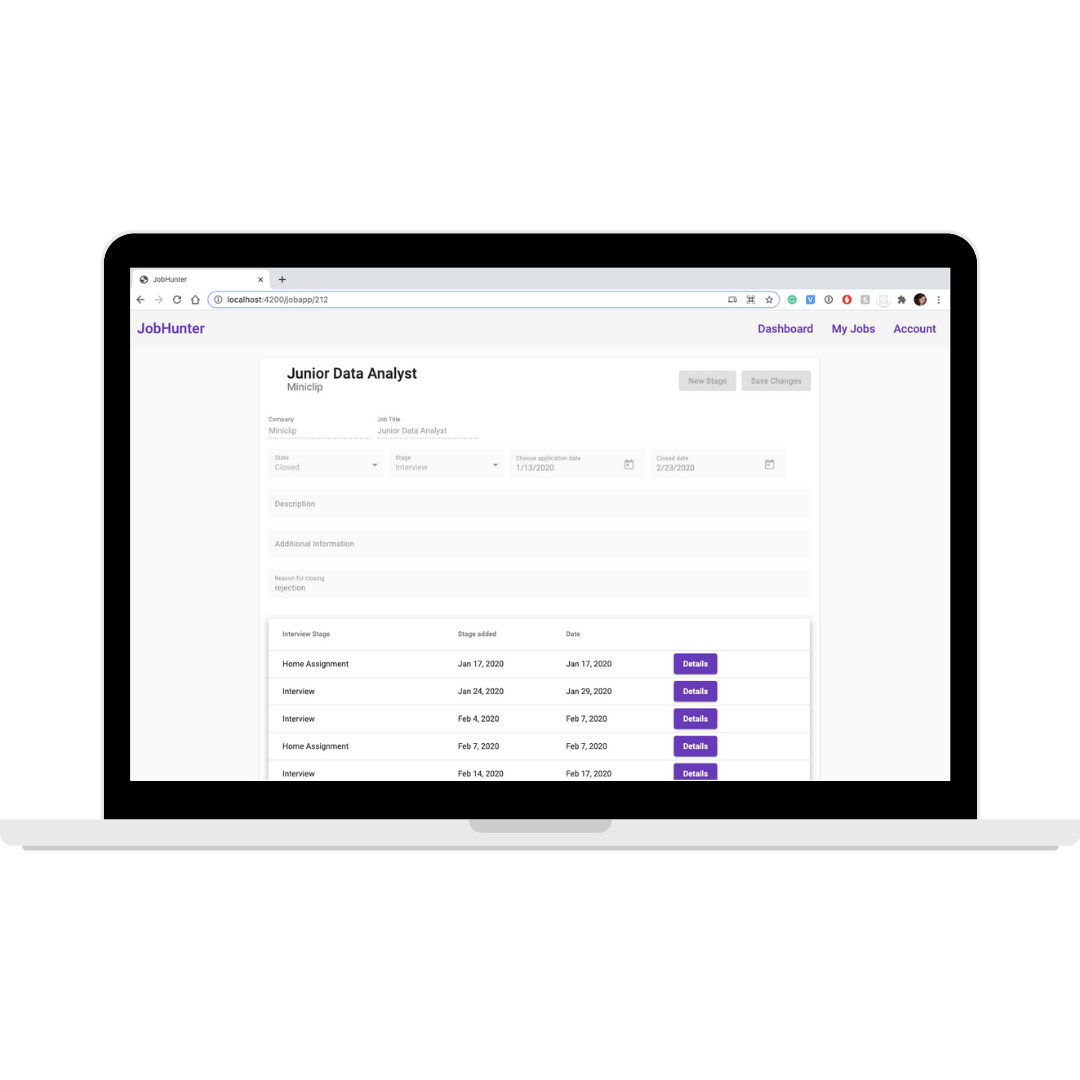 JobHunter
localhost:4200/jobapp/212
JobHunter Dashboard My Jobs Account
Junior Data Analyst
Miniclip
New Stage Save Changes
Company Job Title
Miniclip Junior Data Analyst
State Stage Choose application date Closed date
Closed Interview 1/13/2020 2/23/2020
Description
Additional Information
Reason for closing
rejection
Interview Stage Stage added Date
Home Assignment Jan 17, 2020 Jan 17, 2020 Details
Interview Jan 24, 2020 Jan 29, 2020 Details
Interview Feb 4, 2020 Feb 7, 2020 Details
Home Assignment Feb 7, 2020 Feb 7, 2020 Details
Interview Feb 14, 2020 Feb 17, 2020 Details